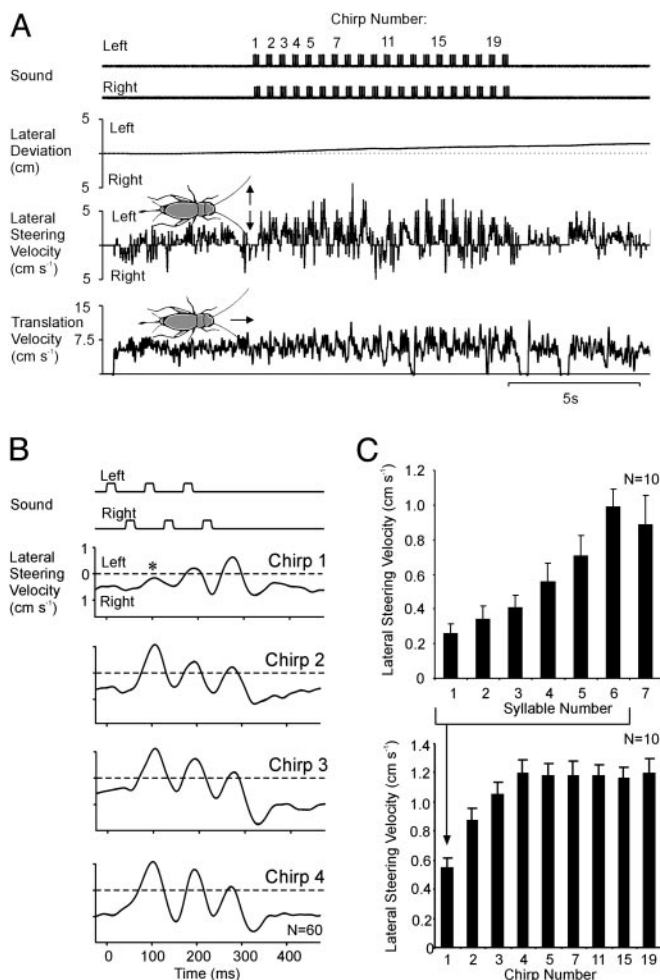 A
Chirp Number:
Left
1 2 3 4 5 7 11 15 19
Sound
Right
5
Left
Lateral
Deviation
(cm)
Right
5
5
Left
Lateral
Steering
Velocity
(cm s⁻¹)
Right
5
15
Translation
Velocity
(cm s⁻¹)
7.5
5s
B
Left
Sound
Right
Lateral
Steering
Velocity
(cm s⁻¹)
1
Left
0
Right
1
*
Chirp 1
Chirp 2
Chirp 3
Chirp 4
N=60
0 100 200 300 400
Time (ms)
C
Lateral Steering Velocity (cm s⁻¹)
1.2
1.0
0.8
0.6
0.4
0.2
0
N=10
1 2 3 4 5 6 7
Syllable Number
Lateral Steering Velocity (cm s⁻¹)
1.4
1.2
1.0
0.8
0.6
0.4
0.2
0
N=10
1 2 3 4 5 7 11 15 19
Chirp Number